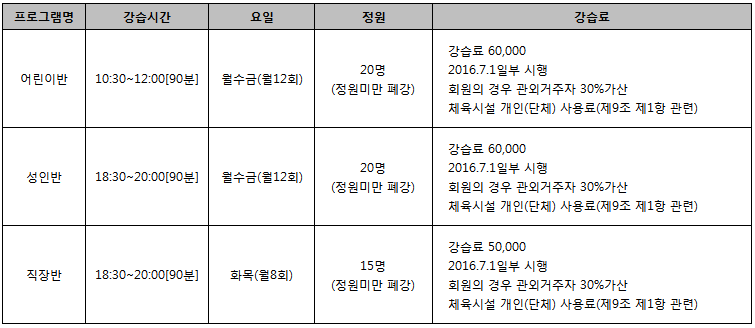 프로그램명 강습시간 요일 정원 강습료
어린이반 10:30~12:00[90분] 월수금(월12회) 20명
(정원미만 폐강)
강습료 60,000
2016.7.1일부 시행
회원의 경우 관외거주자 30%가산
체육시설 개인(단체) 사용료(제9조 제1항 관련)
성인반 18:30~20:00[90분] 월수금(월12회) 20명
(정원미만 폐강)
강습료 60,000
2016.7.1일부 시행
회원의 경우 관외거주자 30%가산
체육시설 개인(단체) 사용료(제9조 제1항 관련)
직장반 18:30~20:00[90분] 화목(월8회) 15명
(정원미만 폐강)
강습료 50,000
2016.7.1일부 시행
회원의 경우 관외거주자 30%가산
체육시설 개인(단체) 사용료(제9조 제1항 관련)